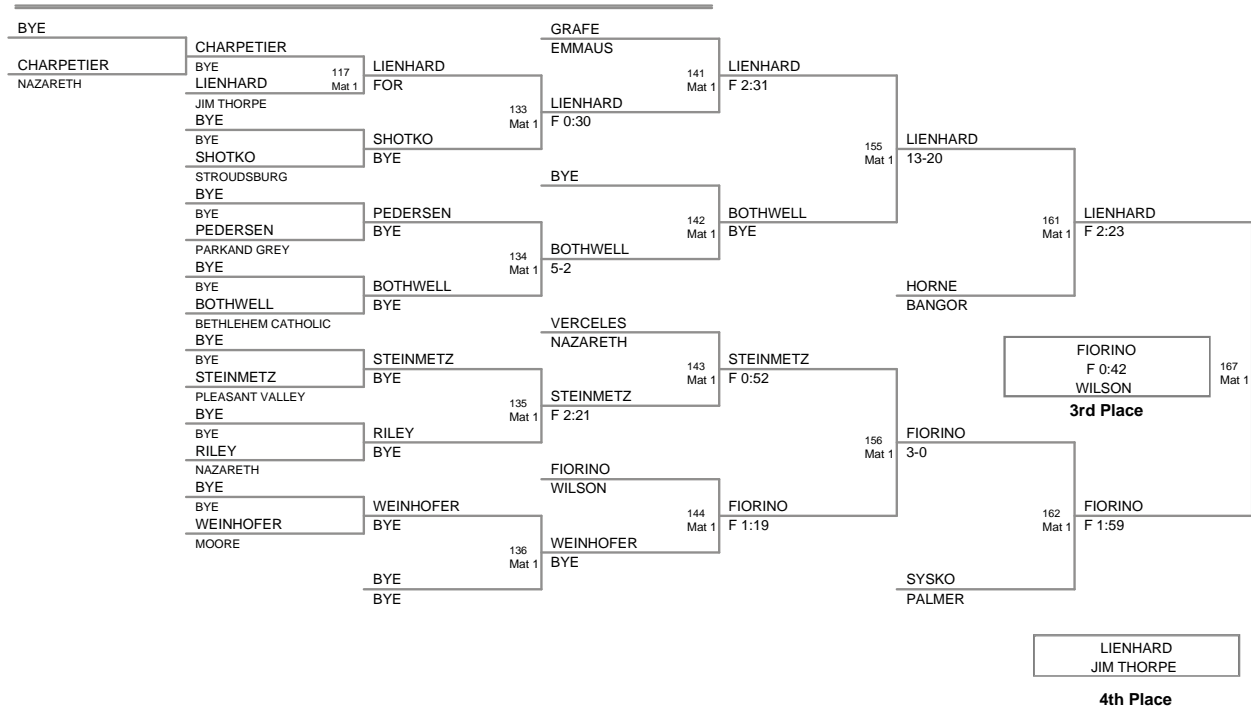 BYE
CHARPETIER
NAZARETH
CHARPETIER
BYE
LIENHARD
JIM THORPE
BYE
BYE
SHOTKO
STROUDSBURG
BYE
BYE
PEDERSEN
PARKAND GREY
BYE
BYE
BOTHWELL
BETHLEHEM CATHOLIC
BYE
BYE
STEINMETZ
PLEASANT VALLEY
BYE
BYE
RILEY
NAZARETH
BYE
BYE
WEINHOFER
MOORE
117
Mat 1
LIENHARD
FOR
SHOTKO
BYE
PEDERSEN
BYE
BOTHWELL
BYE
STEINMETZ
BYE
RILEY
BYE
WEINHOFER
BYE
BYE
BYE
133
Mat 1
134
Mat 1
135
Mat 1
136
Mat 1
GRAFE
EMMAUS
LIENHARD
F 0:30
BYE
BOTHWELL
5-2
VERCELES
NAZARETH
STEINMETZ
F 2:21
FIORINO
WILSON
WEINHOFER
BYE
141
Mat 1
142
Mat 1
143
Mat 1
144
Mat 1
LIENHARD
F 2:31
BOTHWELL
BYE
STEINMETZ
F 0:52
FIORINO
F 1:19
155
Mat 1
156
Mat 1
LIENHARD
13-20
HORNE
BANGOR
FIORINO
3-0
SYSKO
PALMER
161
Mat 1
162
Mat 1
LIENHARD
F 2:23
FIORINO
F 1:59
FIORINO
F 0:42
WILSON
3rd Place
167
Mat 1
LIENHARD
JIM THORPE
4th Place